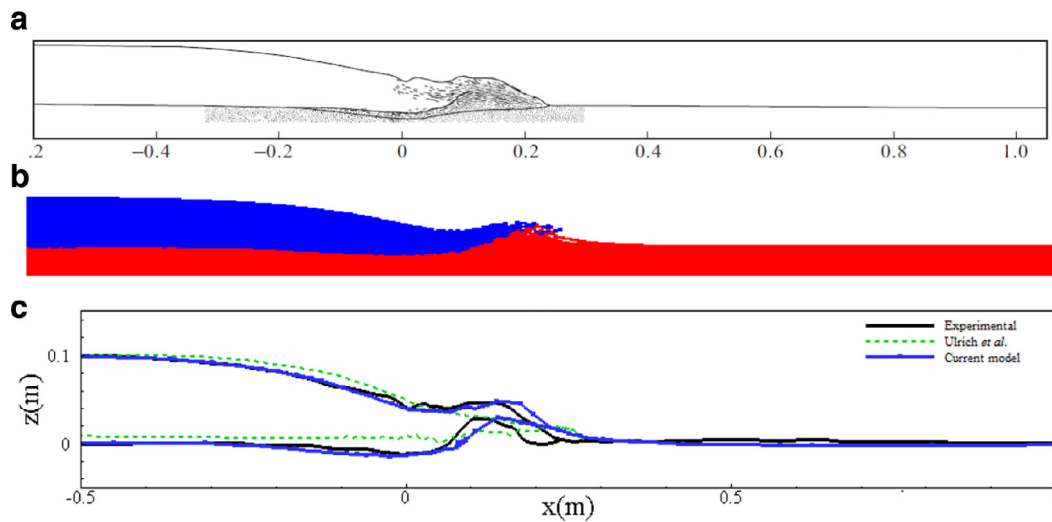 a
.2 −0.4 −0.2 0 0.2 0.4 0.6 0.8 1.0
b
c
Experimental
Ulrich et al.
Current model
0.1
z(m)
0
-0.5 0 0.5
x(m)